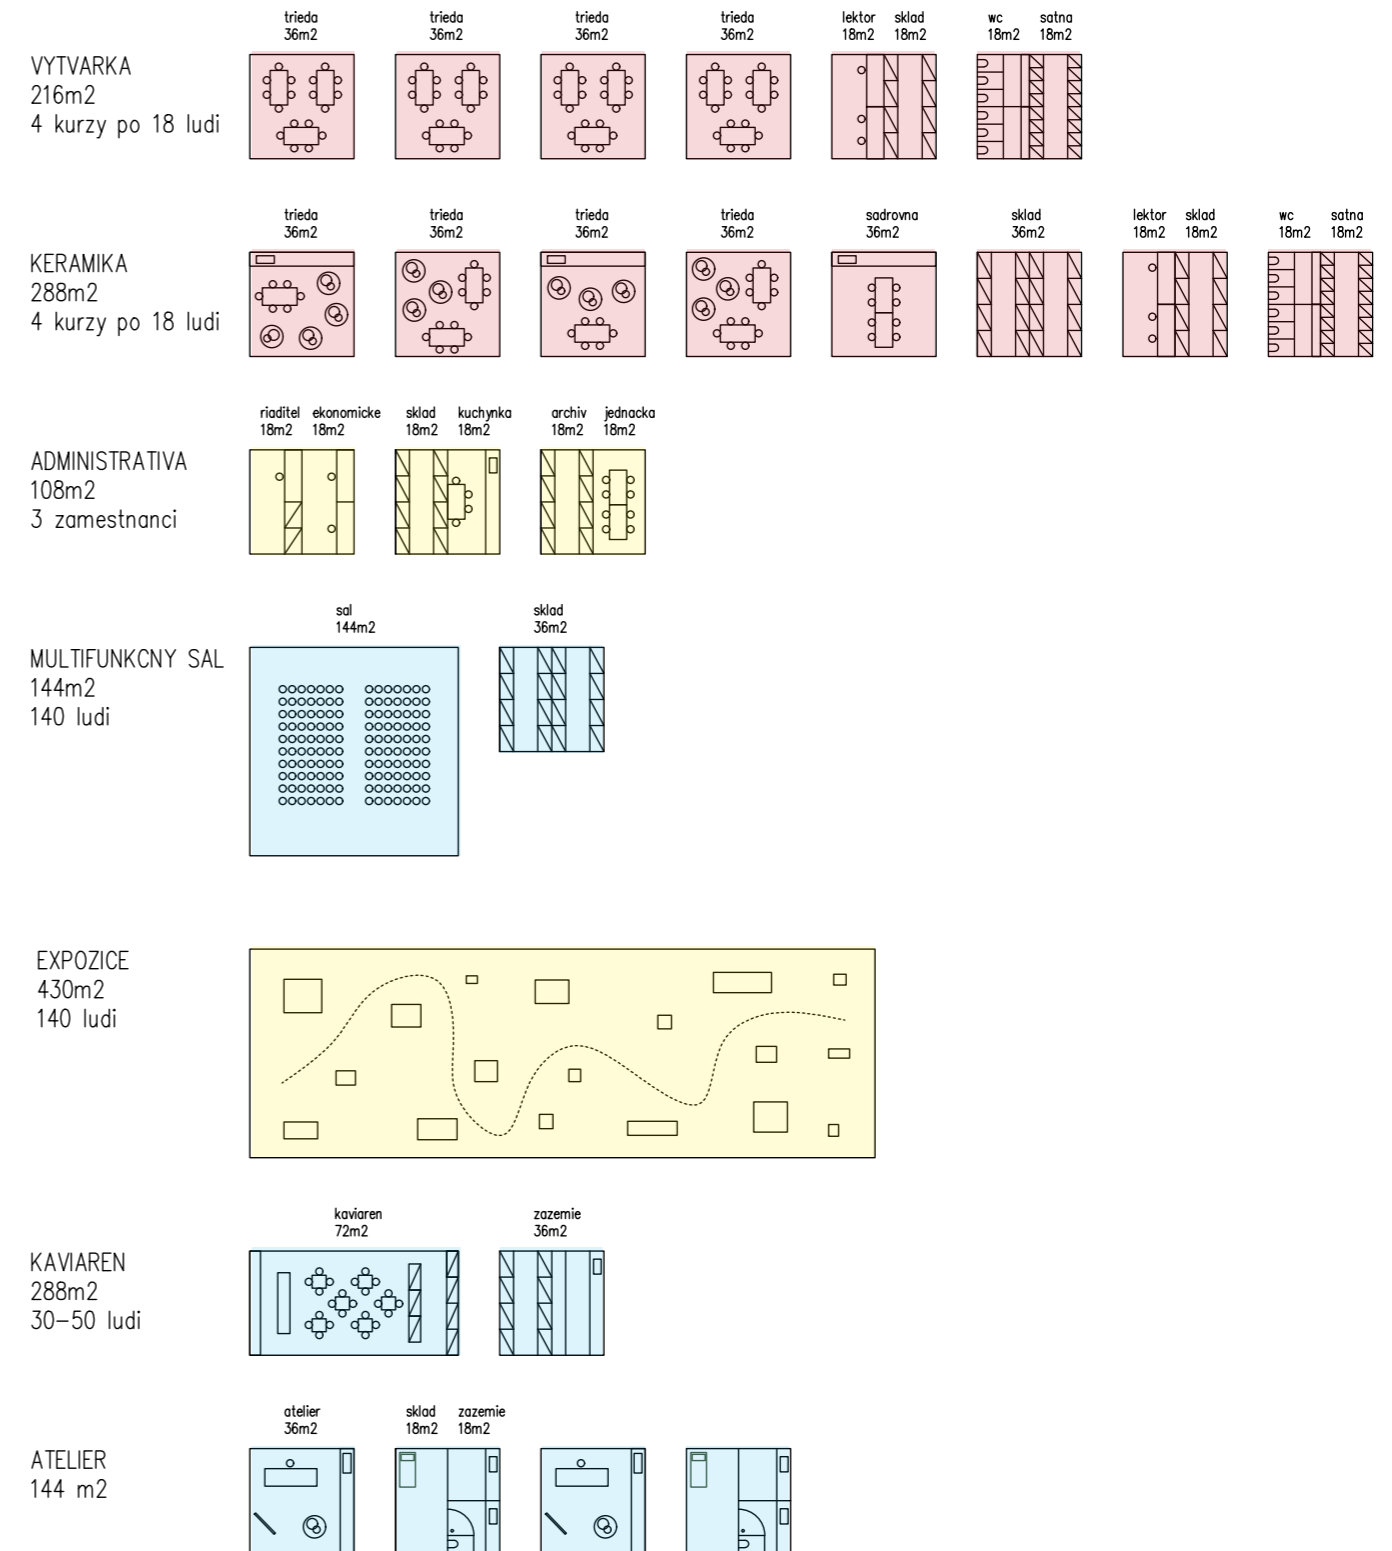 trieda trieda trieda trieda lektor sklad wc satna
36m2 36m2 36m2 36m2 18m2 18m2 18m2 18m2
VYTVARKA
216m2
4 kurzy po 18 ludi
trieda trieda trieda trieda sadrovna sklad lektor sklad wc satna
36m2 36m2 36m2 36m2 36m2 36m2 18m2 18m2 18m2 18m2
KERAMIKA
288m2
4 kurzy po 18 ludi
riaditel ekonomicke sklad kuchynka archiv jednacka
18m2 18m2 18m2 18m2 18m2 18m2
ADMINISTRATIVA
108m2
3 zamestnanci
sal sklad
144m2 36m2
MULTIFUNKCNY SAL
144m2
140 ludi
EXPOZICE
430m2
140 ludi
kaviaren zazemie
72m2 36m2
KAVIAREN
288m2
30-50 ludi
atelier sklad zazemie
36m2 18m2 18m2
ATELIER
144 m2